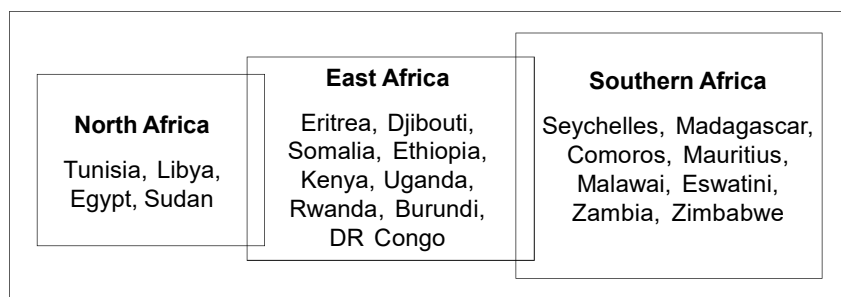 North Africa
Tunisia, Libya,
Egypt, Sudan
East Africa
Eritrea, Djibouti,
Somalia, Ethiopia,
Kenya, Uganda,
Rwanda, Burundi,
DR Congo
Southern Africa
Seychelles, Madagascar,
Comoros, Mauritius,
Malawai, Eswatini,
Zambia, Zimbabwe